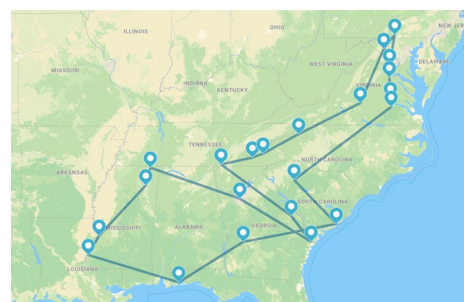 OHIO
NEW JER
ILLINOIS
INDIANA
WEST VIRGINIA
DELAWARE
MISSOURI
KENTUCKY
VIRGINIA
TENNESSEE
NORTH CAROLINA
ARKANSAS
SOUTH CAROLINA
MISSISSIPPI
ALABAMA
GEORGIA
LOUISIANA